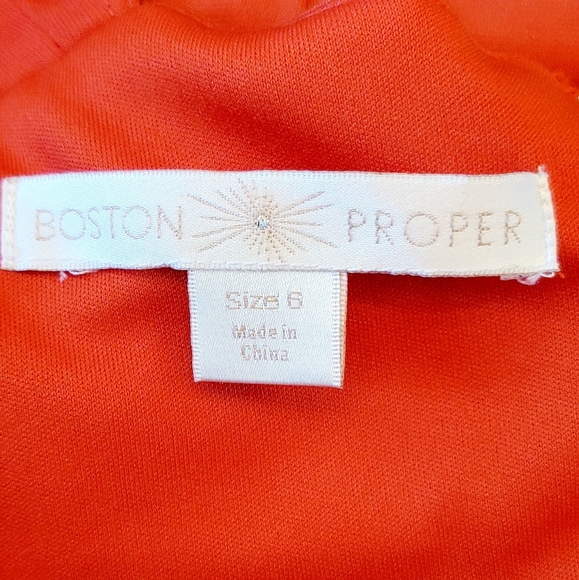 BOSTON PROPER
Size 6
Made in
China